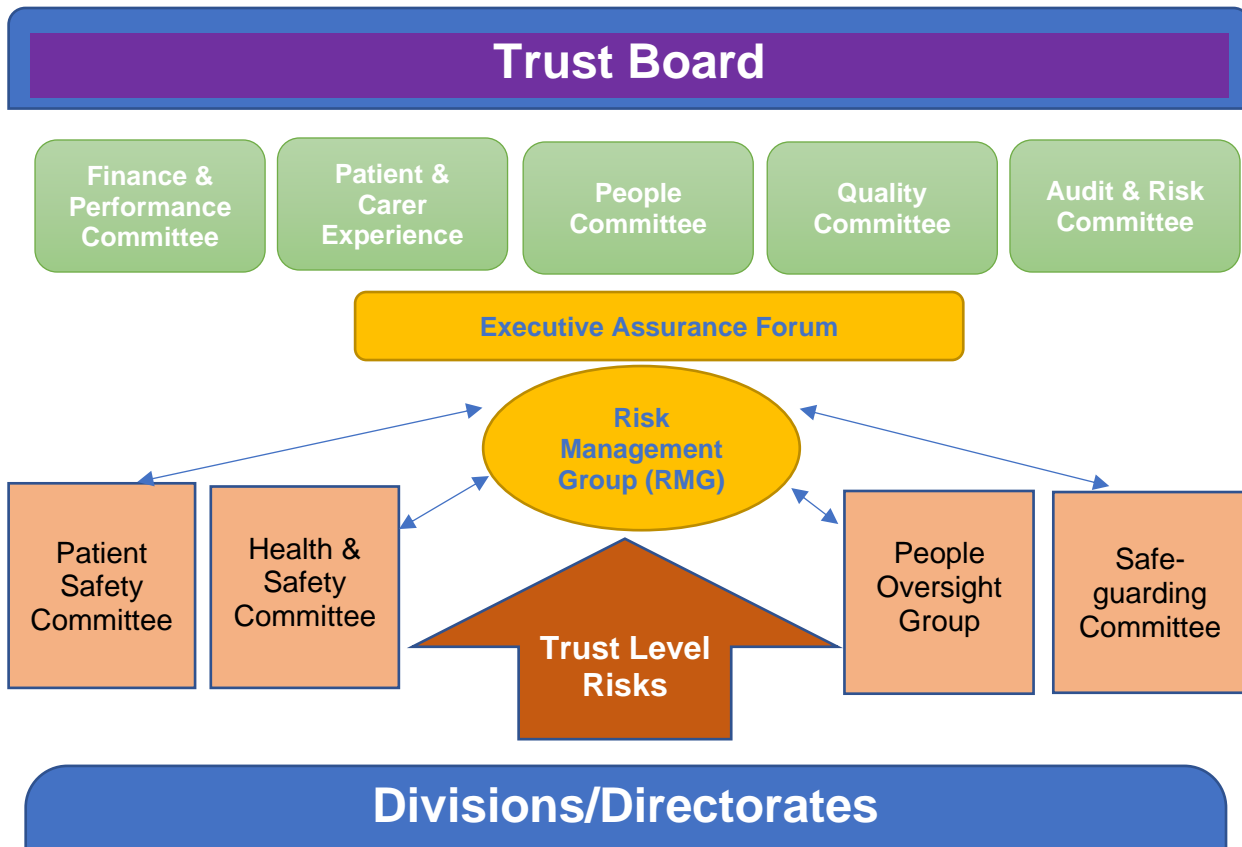 Trust Board
Finance &
Performance
Committee
Patient &
Carer
Experience
People
Committee
Quality
Committee
Audit & Risk
Committee
Executive Assurance Forum
Risk
Management
Group (RMG)
Patient
Safety
Committee
Health &
Safety
Committee
People
Oversight
Group
Safe-
guarding
Committee
Trust Level
Risks
Divisions/Directorates